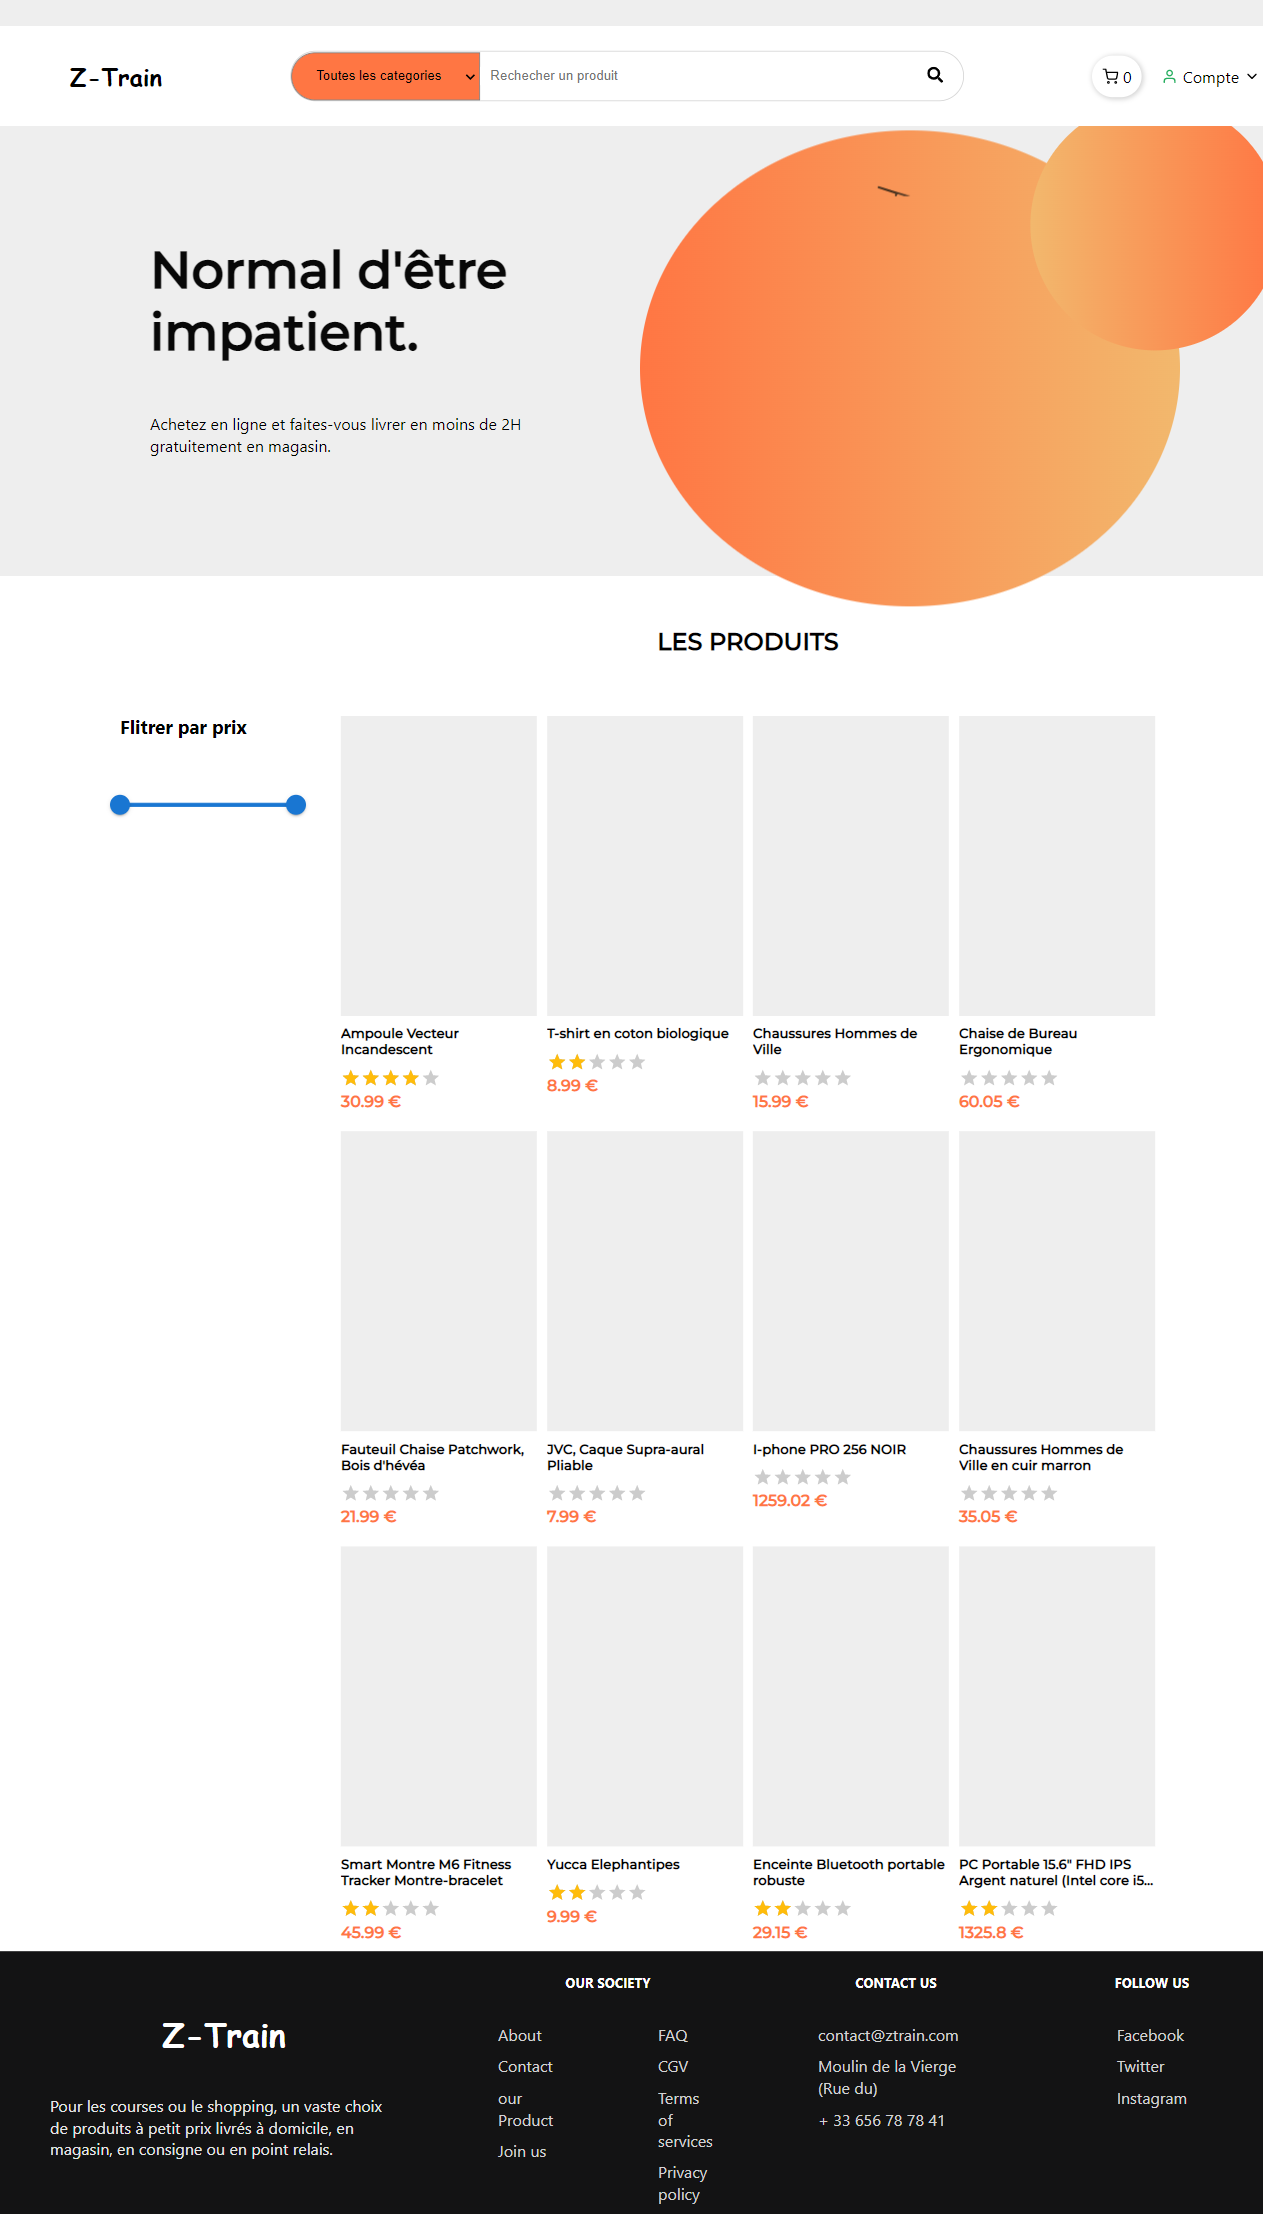 Z-Train
Toutes les categories
Rechecher un produit
0
Compte
Normal d'être
impatient.
Achetez en ligne et faites-vous livrer en moins de 2H
gratuitement en magasin.
LES PRODUITS
Flitrer par prix
Ampoule Vecteur
Incandescent
30.99 €
T-shirt en coton biologique
8.99 €
Chaussures Hommes de
Ville
15.99 €
Chaise de Bureau
Ergonomique
60.05 €
Fauteuil Chaise Patchwork,
Bois d'hévéa
21.99 €
JVC, Caque Supra-aural
Pliable
7.99 €
I-phone PRO 256 NOIR
1259.02 €
Chaussures Hommes de
Ville en cuir marron
35.05 €
Smart Montre M6 Fitness
Tracker Montre-bracelet
45.99 €
Yucca Elephantipes
9.99 €
Enceinte Bluetooth portable
robuste
29.15 €
PC Portable 15.6" FHD IPS
Argent naturel (Intel core i5...
1325.8 €
Z-Train
Pour les courses ou le shopping, un vaste choix
de produits à petit prix livrés à domicile, en
magasin, en consigne ou en point relais.
OUR SOCIETY
About
Contact
our
Product
Join us
FAQ
CGV
Terms
of
services
Privacy
policy
CONTACT US
contact@ztrain.com
Moulin de la Vierge
(Rue du)
+ 33 656 78 78 41
FOLLOW US
Facebook
Twitter
Instagram